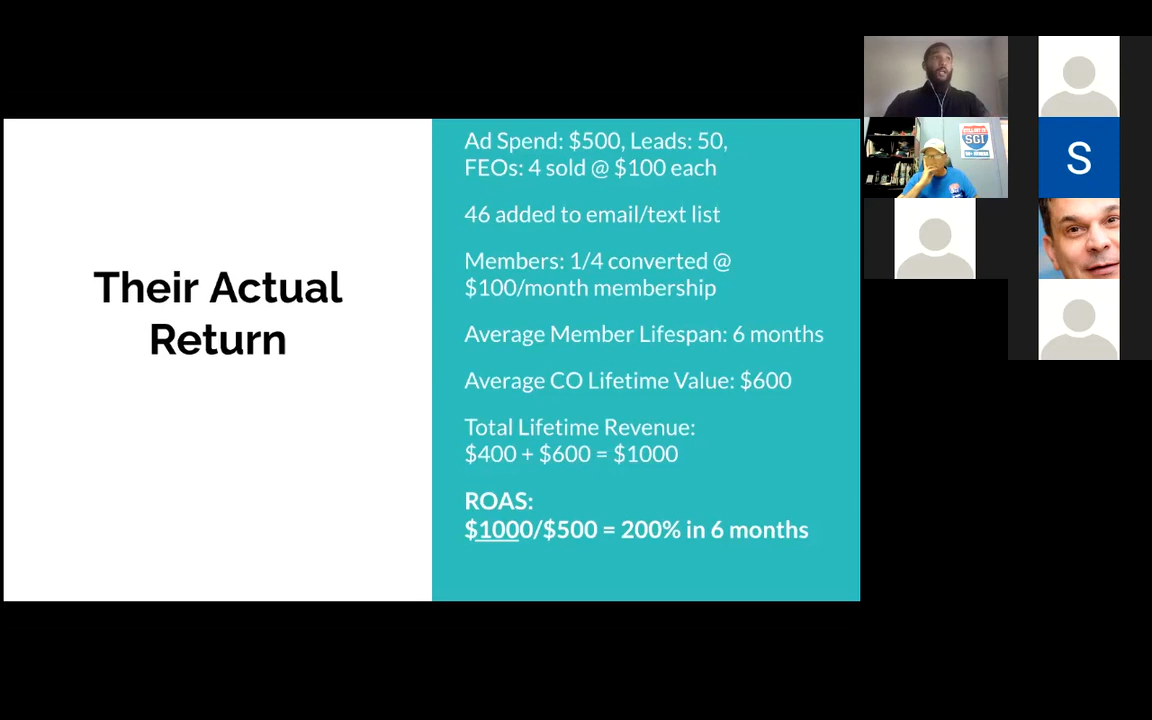 Their Actual
Return
Ad Spend: $500, Leads: 50,
FEOs: 4 sold @ $100 each
46 added to email/text list
Members: 1/4 converted @
$100/month membership
Average Member Lifespan: 6 months
Average CO Lifetime Value: $600
Total Lifetime Revenue:
$400 + $600 = $1000
ROAS:
$1000/$500 = 200% in 6 months
SGI
S